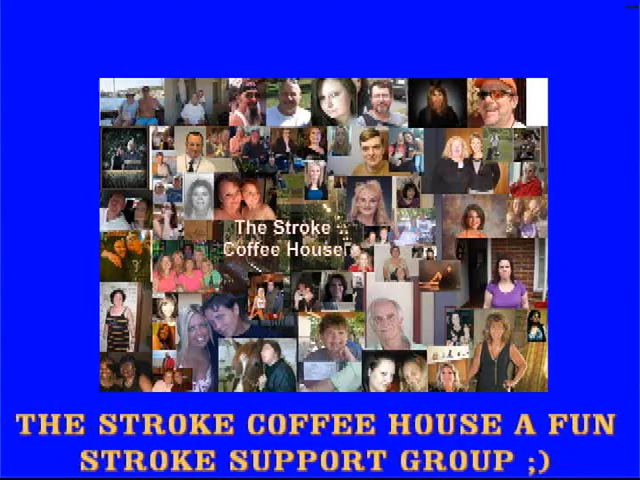 The Stroke
Coffee House
THE STROKE COFFEE HOUSE A FUN
STROKE SUPPORT GROUP ;)